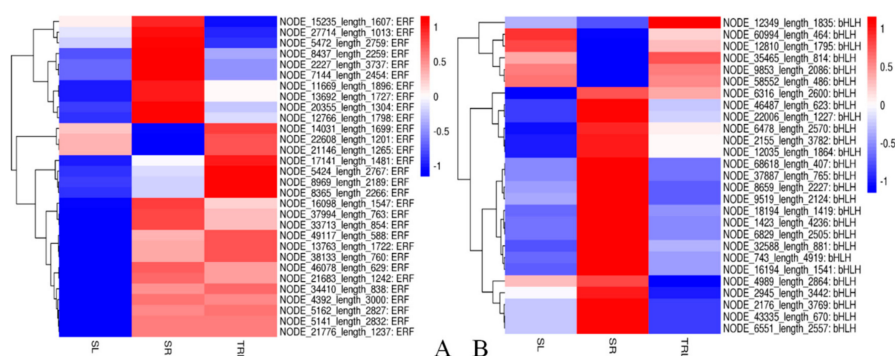 NODE_15235_length_1607: ERF
NODE_27714_length_1013: ERF
NODE_5472_length_2759: ERF
NODE_8437_length_2259: ERF
NODE_2227_length_3737: ERF
NODE_7144_length_2454: ERF
NODE_11669_length_1896: ERF
NODE_13692_length_1727: ERF
NODE_20355_length_1304: ERF
NODE_12766_length_1798: ERF
NODE_14031_length_1699: ERF
NODE_22608_length_1201: ERF
NODE_21146_length_1265: ERF
NODE_17141_length_1481: ERF
NODE_5424_length_2767: ERF
NODE_8969_length_2189: ERF
NODE_8365_length_2266: ERF
NODE_16098_length_1547: ERF
NODE_37994_length_763: ERF
NODE_33713_length_854: ERF
NODE_49117_length_588: ERF
NODE_13763_length_1722: ERF
NODE_38133_length_760: ERF
NODE_46078_length_629: ERF
NODE_21683_length_1242: ERF
NODE_34410_length_838: ERF
NODE_4392_length_3000: ERF
NODE_5162_length_2827: ERF
NODE_5141_length_2832: ERF
NODE_21776_length_1237: ERF
1
0.5
0
-0.5
-1
SL
SR
A
B
NODE_12349_length_1835: bHLH
NODE_60994_length_464: bHLH
NODE_12810_length_1795: bHLH
NODE_35465_length_814: bHLH
NODE_9853_length_2086: bHLH
NODE_58552_length_486: bHLH
NODE_6316_length_2600: bHLH
NODE_46487_length_623: bHLH
NODE_22006_length_1227: bHLH
NODE_6478_length_2570: bHLH
NODE_2155_length_3782: bHLH
NODE_12035_length_1864: bHLH
NODE_68618_length_407: bHLH
NODE_37887_length_765: bHLH
NODE_8659_length_2227: bHLH
NODE_9519_length_2124: bHLH
NODE_18194_length_1419: bHLH
NODE_1423_length_4236: bHLH
NODE_6829_length_2505: bHLH
NODE_32588_length_881: bHLH
NODE_743_length_4919: bHLH
NODE_16194_length_1541: bHLH
NODE_4989_length_2864: bHLH
NODE_2945_length_3442: bHLH
NODE_2176_length_3769: bHLH
NODE_43335_length_670: bHLH
NODE_6551_length_2557: bHLH
1
0.5
0
-0.5
-1
SL
SR